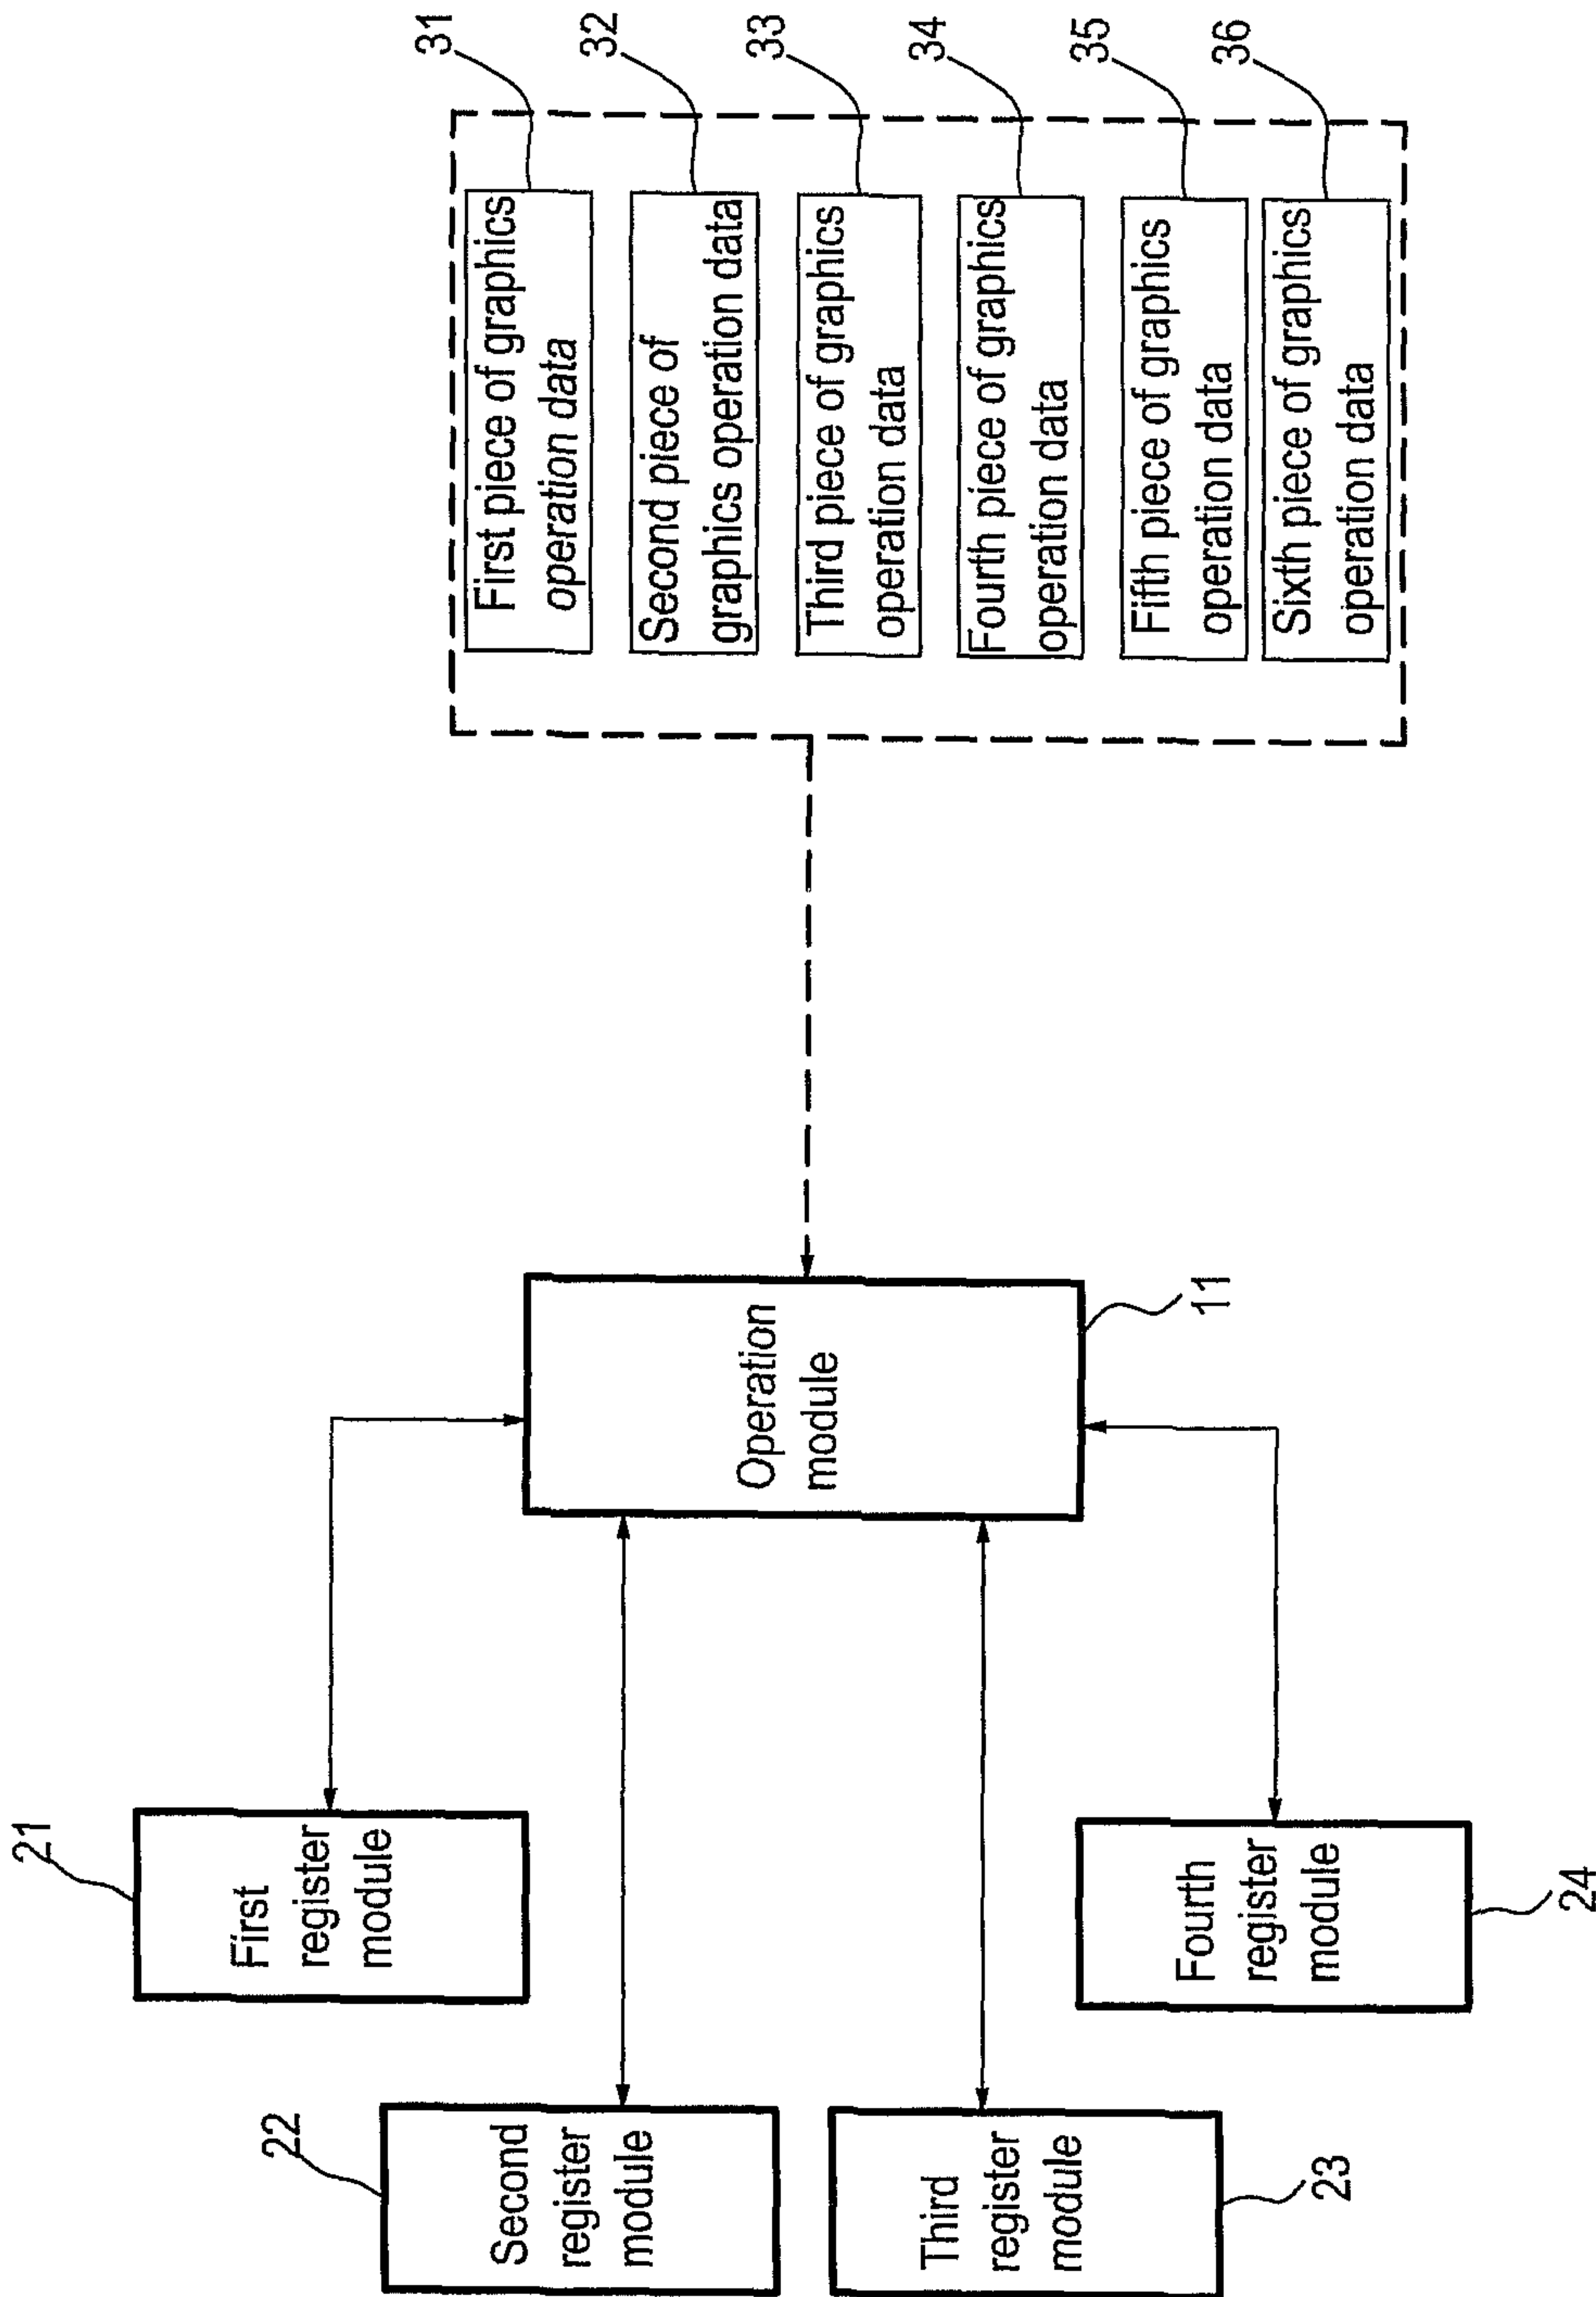 21
First
register
module
22
Second
register
module
Third
register
module
23
Fourth
register
module
24
Operation
module
11
First piece of graphics
operation data
31
Second piece of
graphics operation data
32
Third piece of graphics
operation data
33
Fourth piece of graphics
operation data
34
Fifth piece of graphics
operation data
35
Sixth piece of graphics
operation data
36